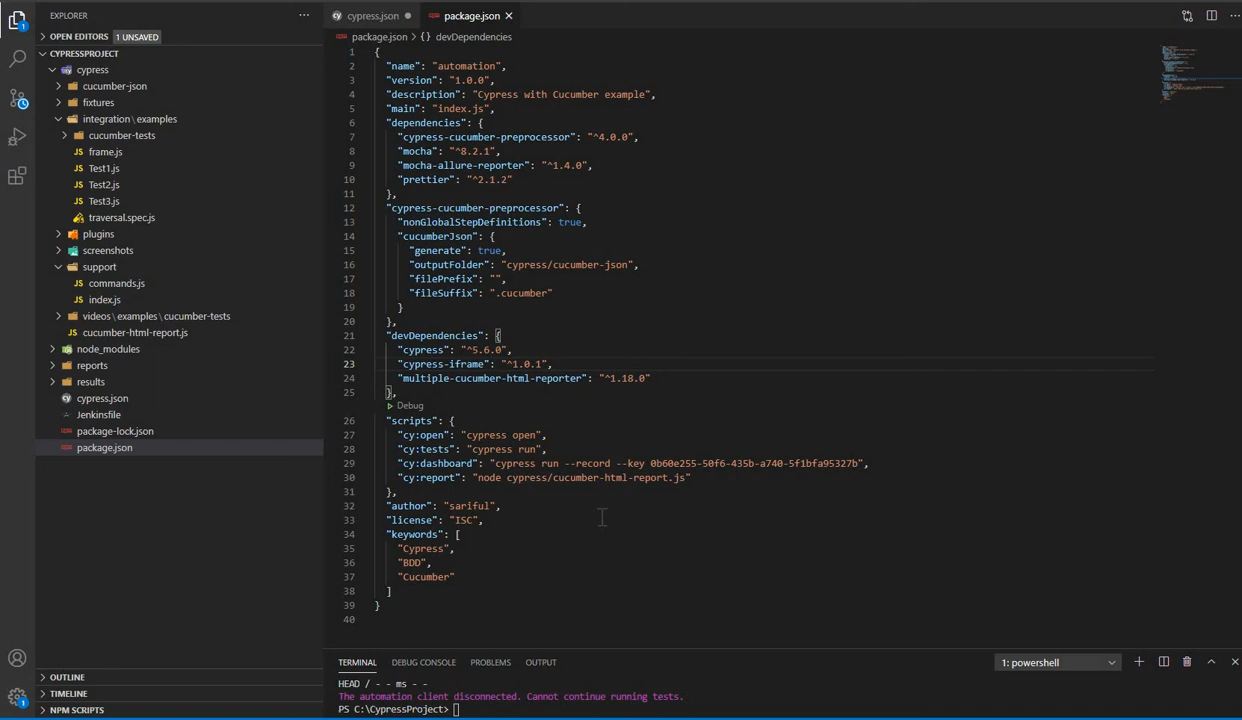 EXPLORER
OPEN EDITORS 1 UNSAVED
CYPRESSPROJECT
cypress
cucumber-json
fixtures
integration \ examples
cucumber-tests
JS frame.js
JS Test1.js
JS Test2.js
JS Test3.js
traversal.spec.js
plugins
screenshots
support
JS commands.js
JS index.js
videos \ examples \ cucumber-tests
JS cucumber-html-report.js
node_modules
reports
results
cypress.json
Jenkinsfile
package-lock.json
package.json
OUTLINE
TIMELINE
NPM SCRIPTS
1
1
cypress.json
package.json
package.json > {} devDependencies
1 {
2 "name": "automation",
3 "version": "1.0.0",
4 "description": "Cypress with Cucumber example",
5 "main": "index.js",
6 "dependencies": {
7 "cypress-cucumber-preprocessor": "^4.0.0",
8 "mocha": "^8.2.1",
9 "mocha-allure-reporter": "^1.4.0",
10 "prettier": "^2.1.2"
11 },
12 "cypress-cucumber-preprocessor": {
13 "nonGlobalStepDefinitions": true,
14 "cucumberJson": {
15 "generate": true,
16 "outputFolder": "cypress/cucumber-json",
17 "filePrefix": "",
18 "fileSuffix": ".cucumber"
19 }
20 },
21 "devDependencies": {
22 "cypress": "^5.6.0",
23 "cypress-iframe": "^1.0.1",
24 "multiple-cucumber-html-reporter": "^1.18.0"
25 },
Debug
26 "scripts": {
27 "cy:open": "cypress open",
28 "cy:tests": "cypress run",
29 "cy:dashboard": "cypress run --record --key 0b60e255-50f6-435b-a740-5f1bfa95327b",
30 "cy:report": "node cypress/cucumber-html-report.js"
31 },
32 "author": "sariful",
33 "license": "ISC",
34 "keywords": [
35 "Cypress",
36 "BDD",
37 "Cucumber"
38 ]
39 }
40
TERMINAL DEBUG CONSOLE PROBLEMS OUTPUT 1: powershell
HEAD / - - ms - -
The automation client disconnected. Cannot continue running tests.
PS C:\CypressProject>